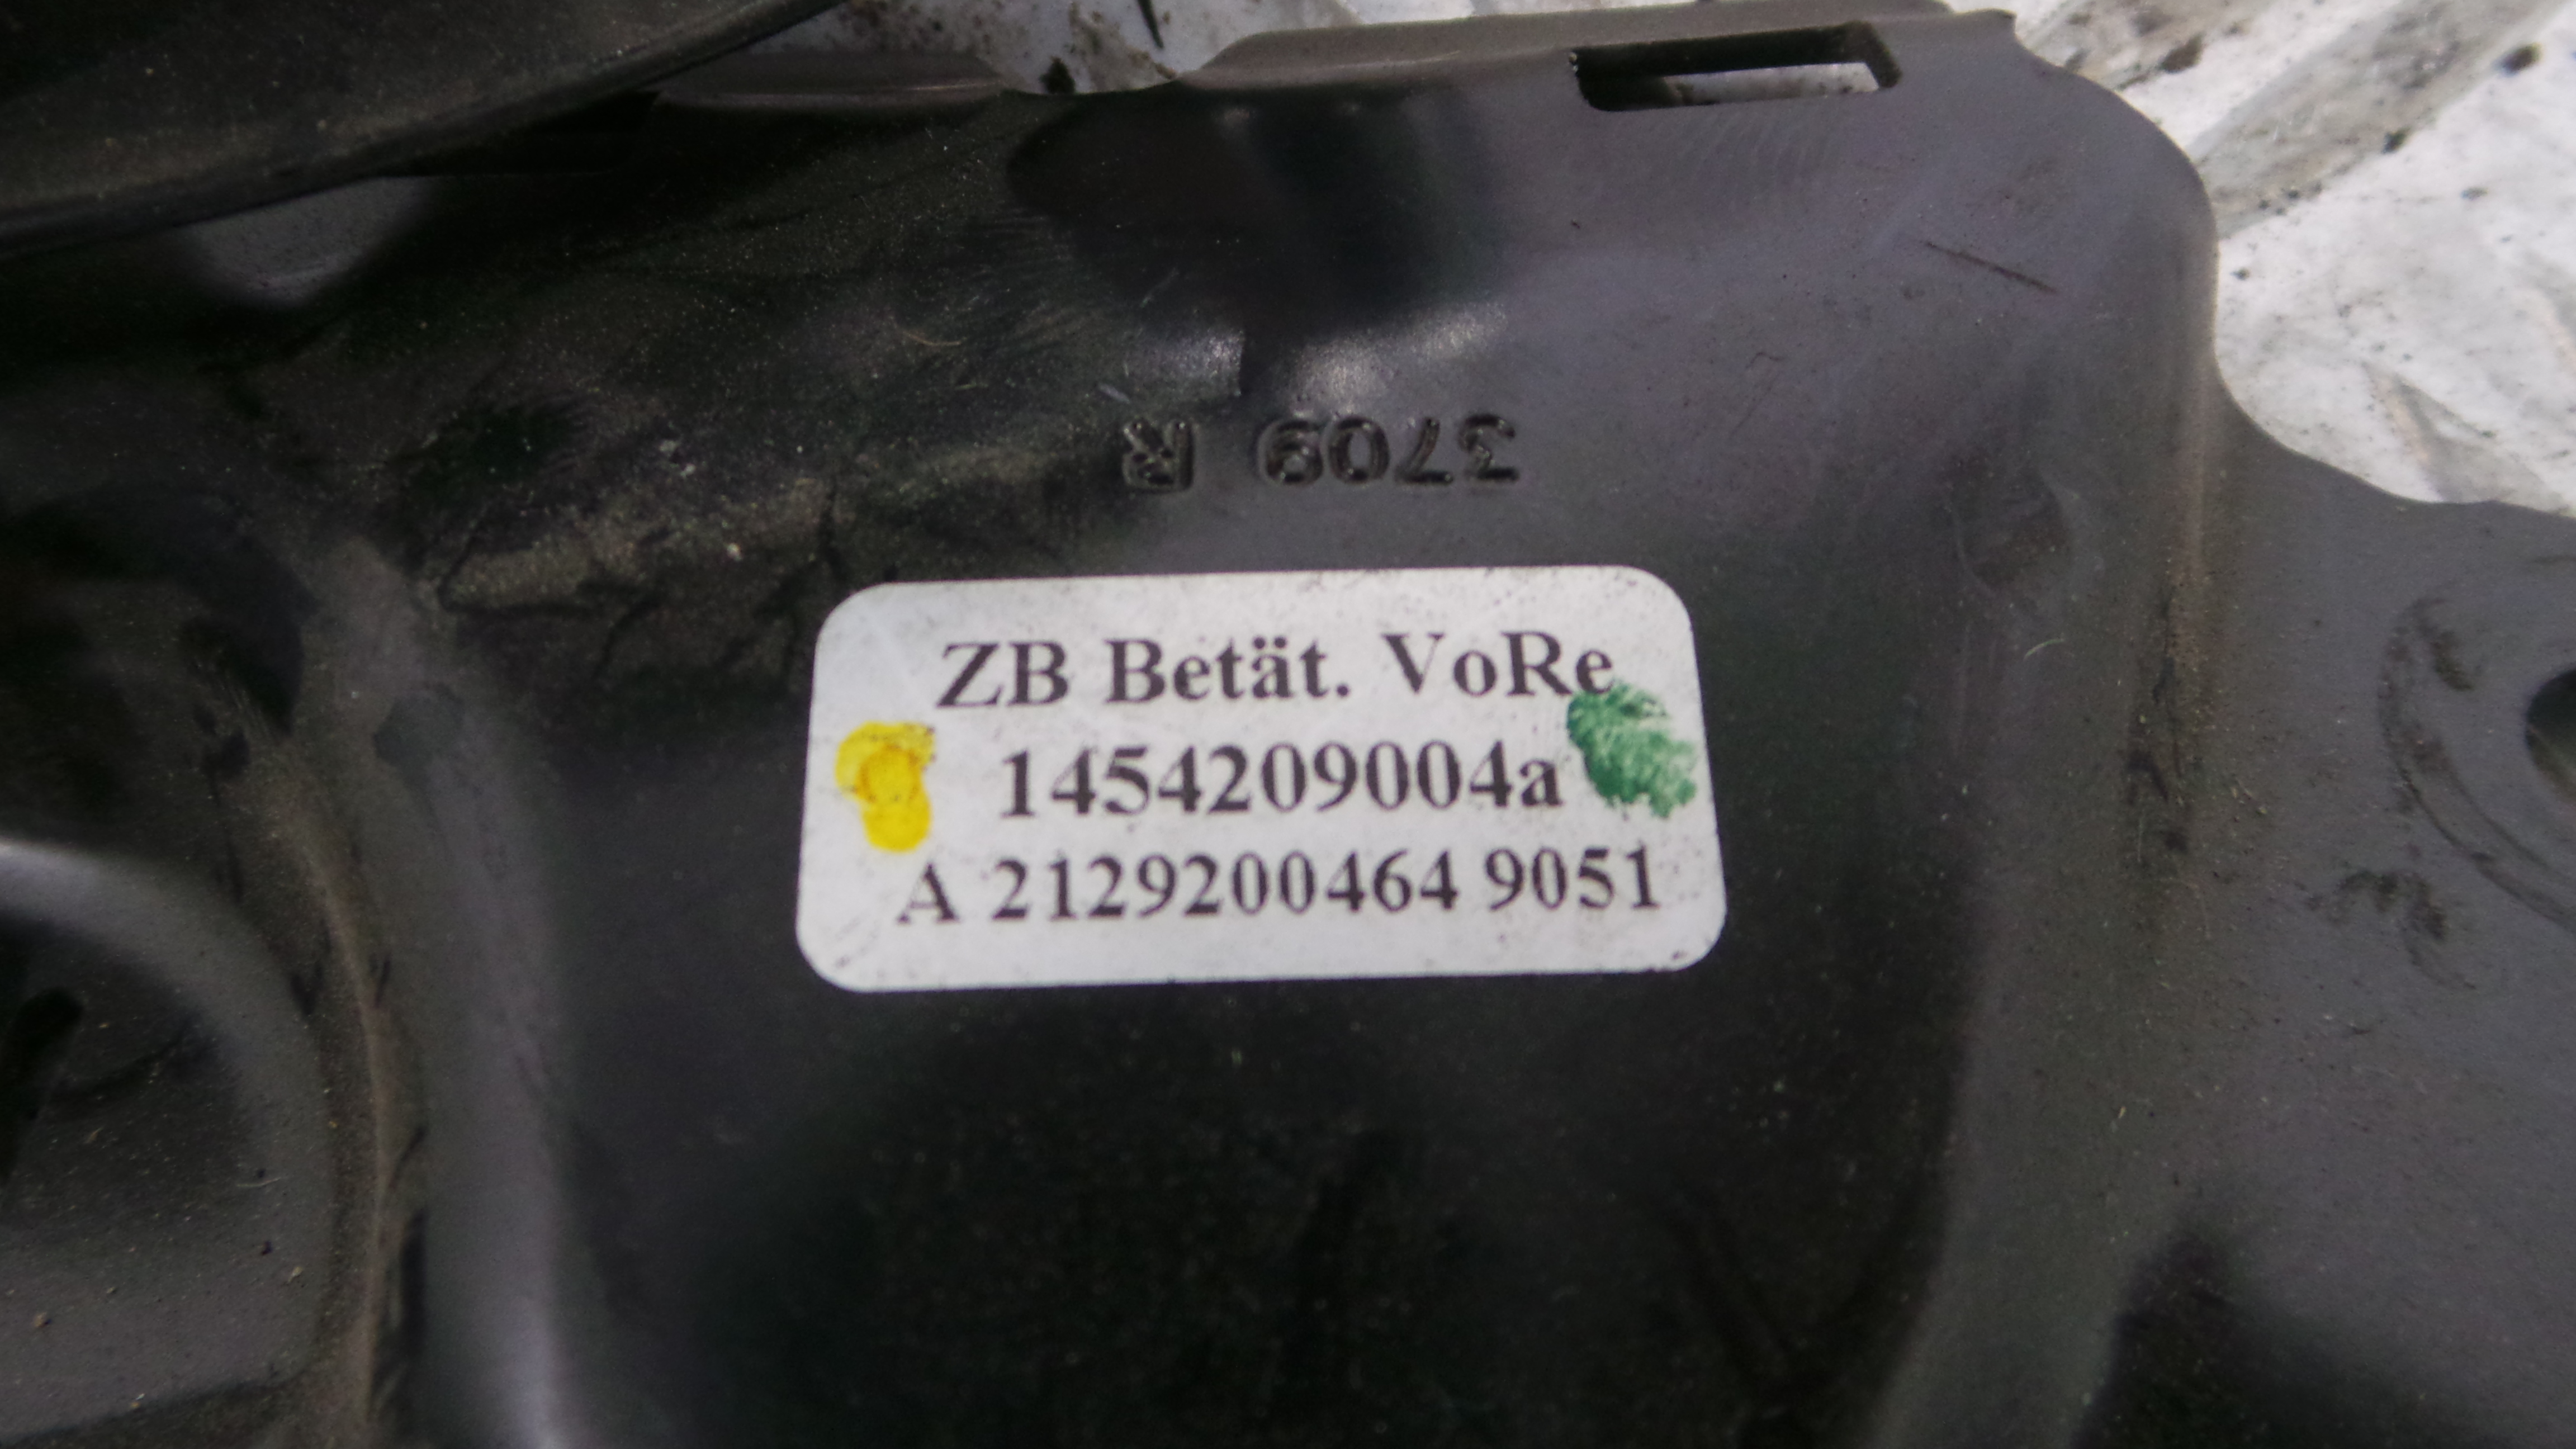 3709 R
ZB Betät. VoRe
1454209004a
A 2129200464 9051